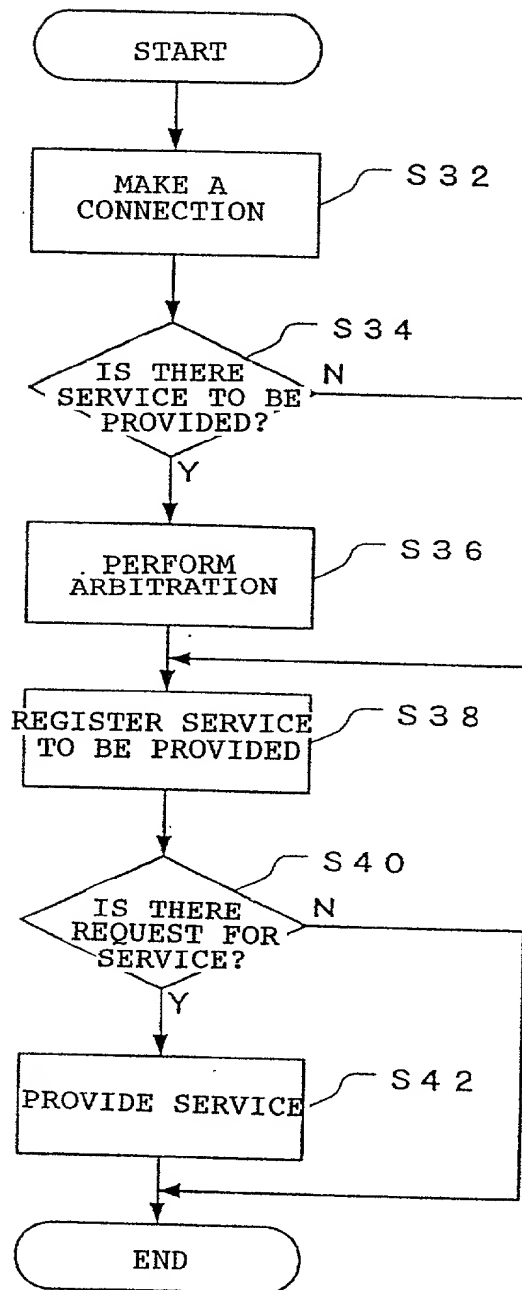 START
MAKE A
CONNECTION
S32
S34
IS THERE
SERVICE TO BE
PROVIDED?
N
Y
PERFORM
ARBITRATION
S36
REGISTER SERVICE
TO BE PROVIDED
S38
S40
IS THERE
REQUEST FOR
SERVICE?
N
Y
PROVIDE SERVICE
S42
END